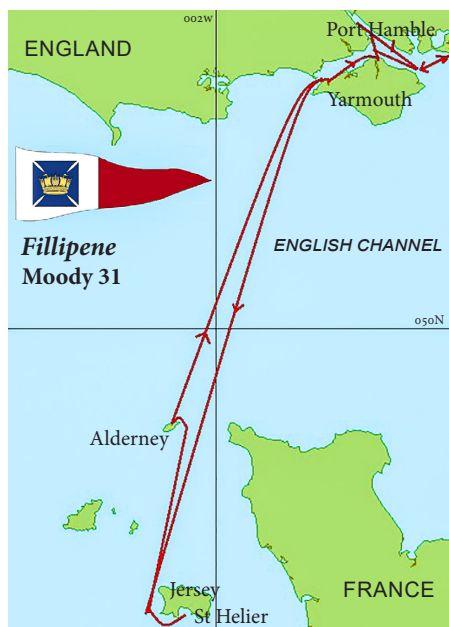 002W
ENGLAND
Port Hamble
Yarmouth
Fillipene
Moody 31
ENGLISH CHANNEL
050N
Alderney
Jersey
St Helier
FRANCE